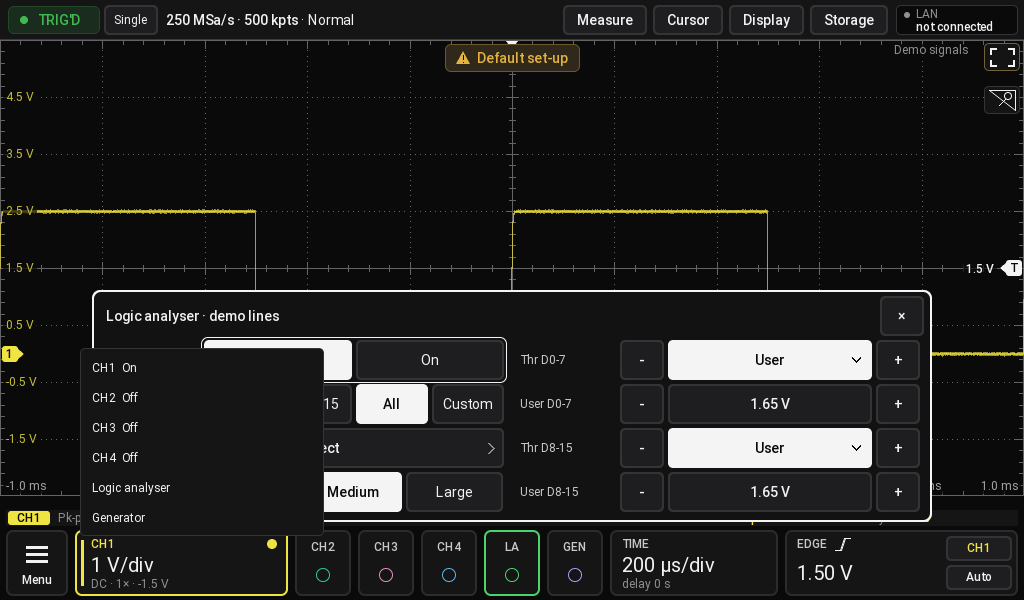 TRIG'D
Single
250 MSa/s · 500 kpts · Normal
Measure
Cursor
Display
Storage
LAN
not connected
Default set-up
Demo signals
4.5 V
3.5 V
2.5 V
1.5 V
1.5 V
T
0.5 V
1
-0.5 V
-1.5 V
-1.0 ms
1.0 ms
Logic analyser · demo lines
×
On
Thr D0-7
-
User
+
15
All
Custom
User D0-7
-
1.65 V
+
Thr D8-15
-
User
+
Medium
Large
User D8-15
-
1.65 V
+
CH1 On
CH2 Off
CH3 Off
CH4 Off
Logic analyser
Generator
CH1
Menu
CH1
1 V/div
DC · 1× · -1.5 V
CH2
CH3
CH4
LA
GEN
TIME
200 µs/div
delay 0 s
EDGE
1.50 V
CH1
Auto